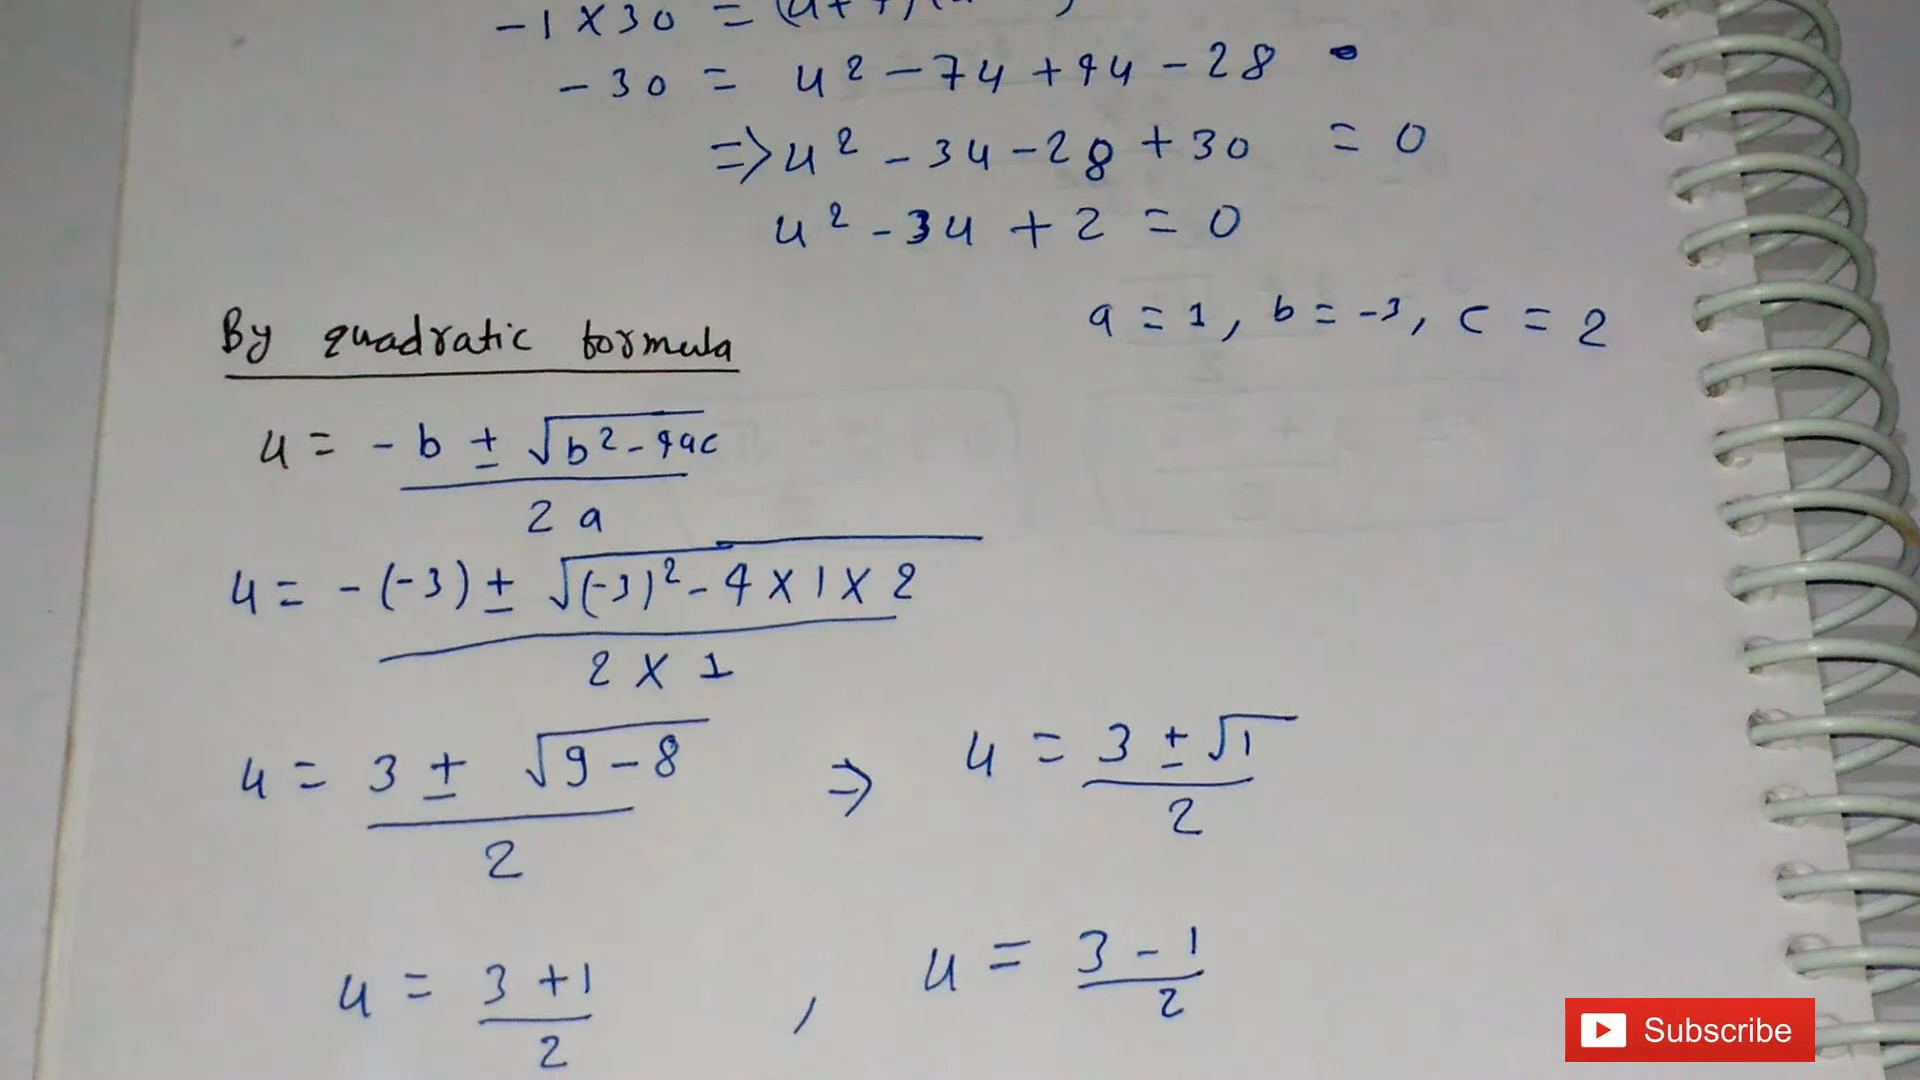 -1 × 30 =
-30 = u² - 7u + 4u - 28
=> u² - 3u - 28 + 30 = 0
u² - 3u + 2 = 0
a = 1, b = -3, c = 2
By quadratic formula
u = -b ± √b² - 4ac
2a
u = -(-3) ± √(-3)² - 4 × 1 × 2
2 × 1
u = 3 ± √9 - 8 => u = 3 ± √1
2 2
u = 3 + 1 , u = 3 - 1
2 2
Subscribe